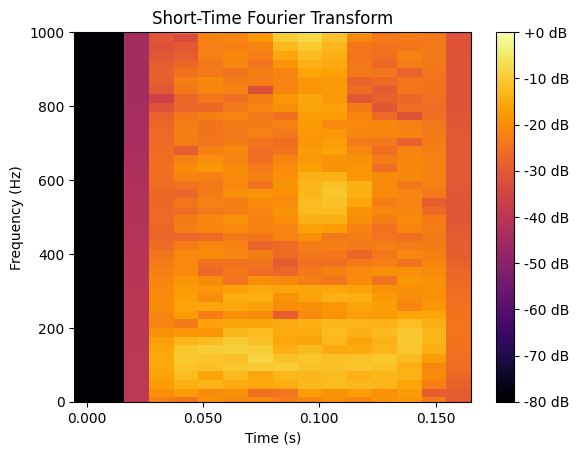 Short-Time Fourier Transform
Frequency (Hz)
1000
800
600
400
200
0
0.000
0.050
0.100
0.150
Time (s)
+0 dB
-10 dB
-20 dB
-30 dB
-40 dB
-50 dB
-60 dB
-70 dB
-80 dB